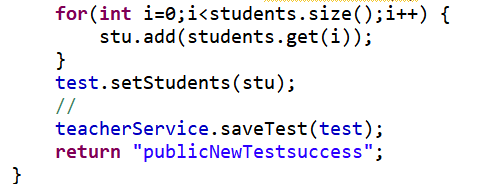 for(int i=0;i<students.size();i++) {
stu.add(students.get(i));
}
test.setStudents(stu);
//
teacherService.saveTest(test);
return "publicNewTestsuccess";
}